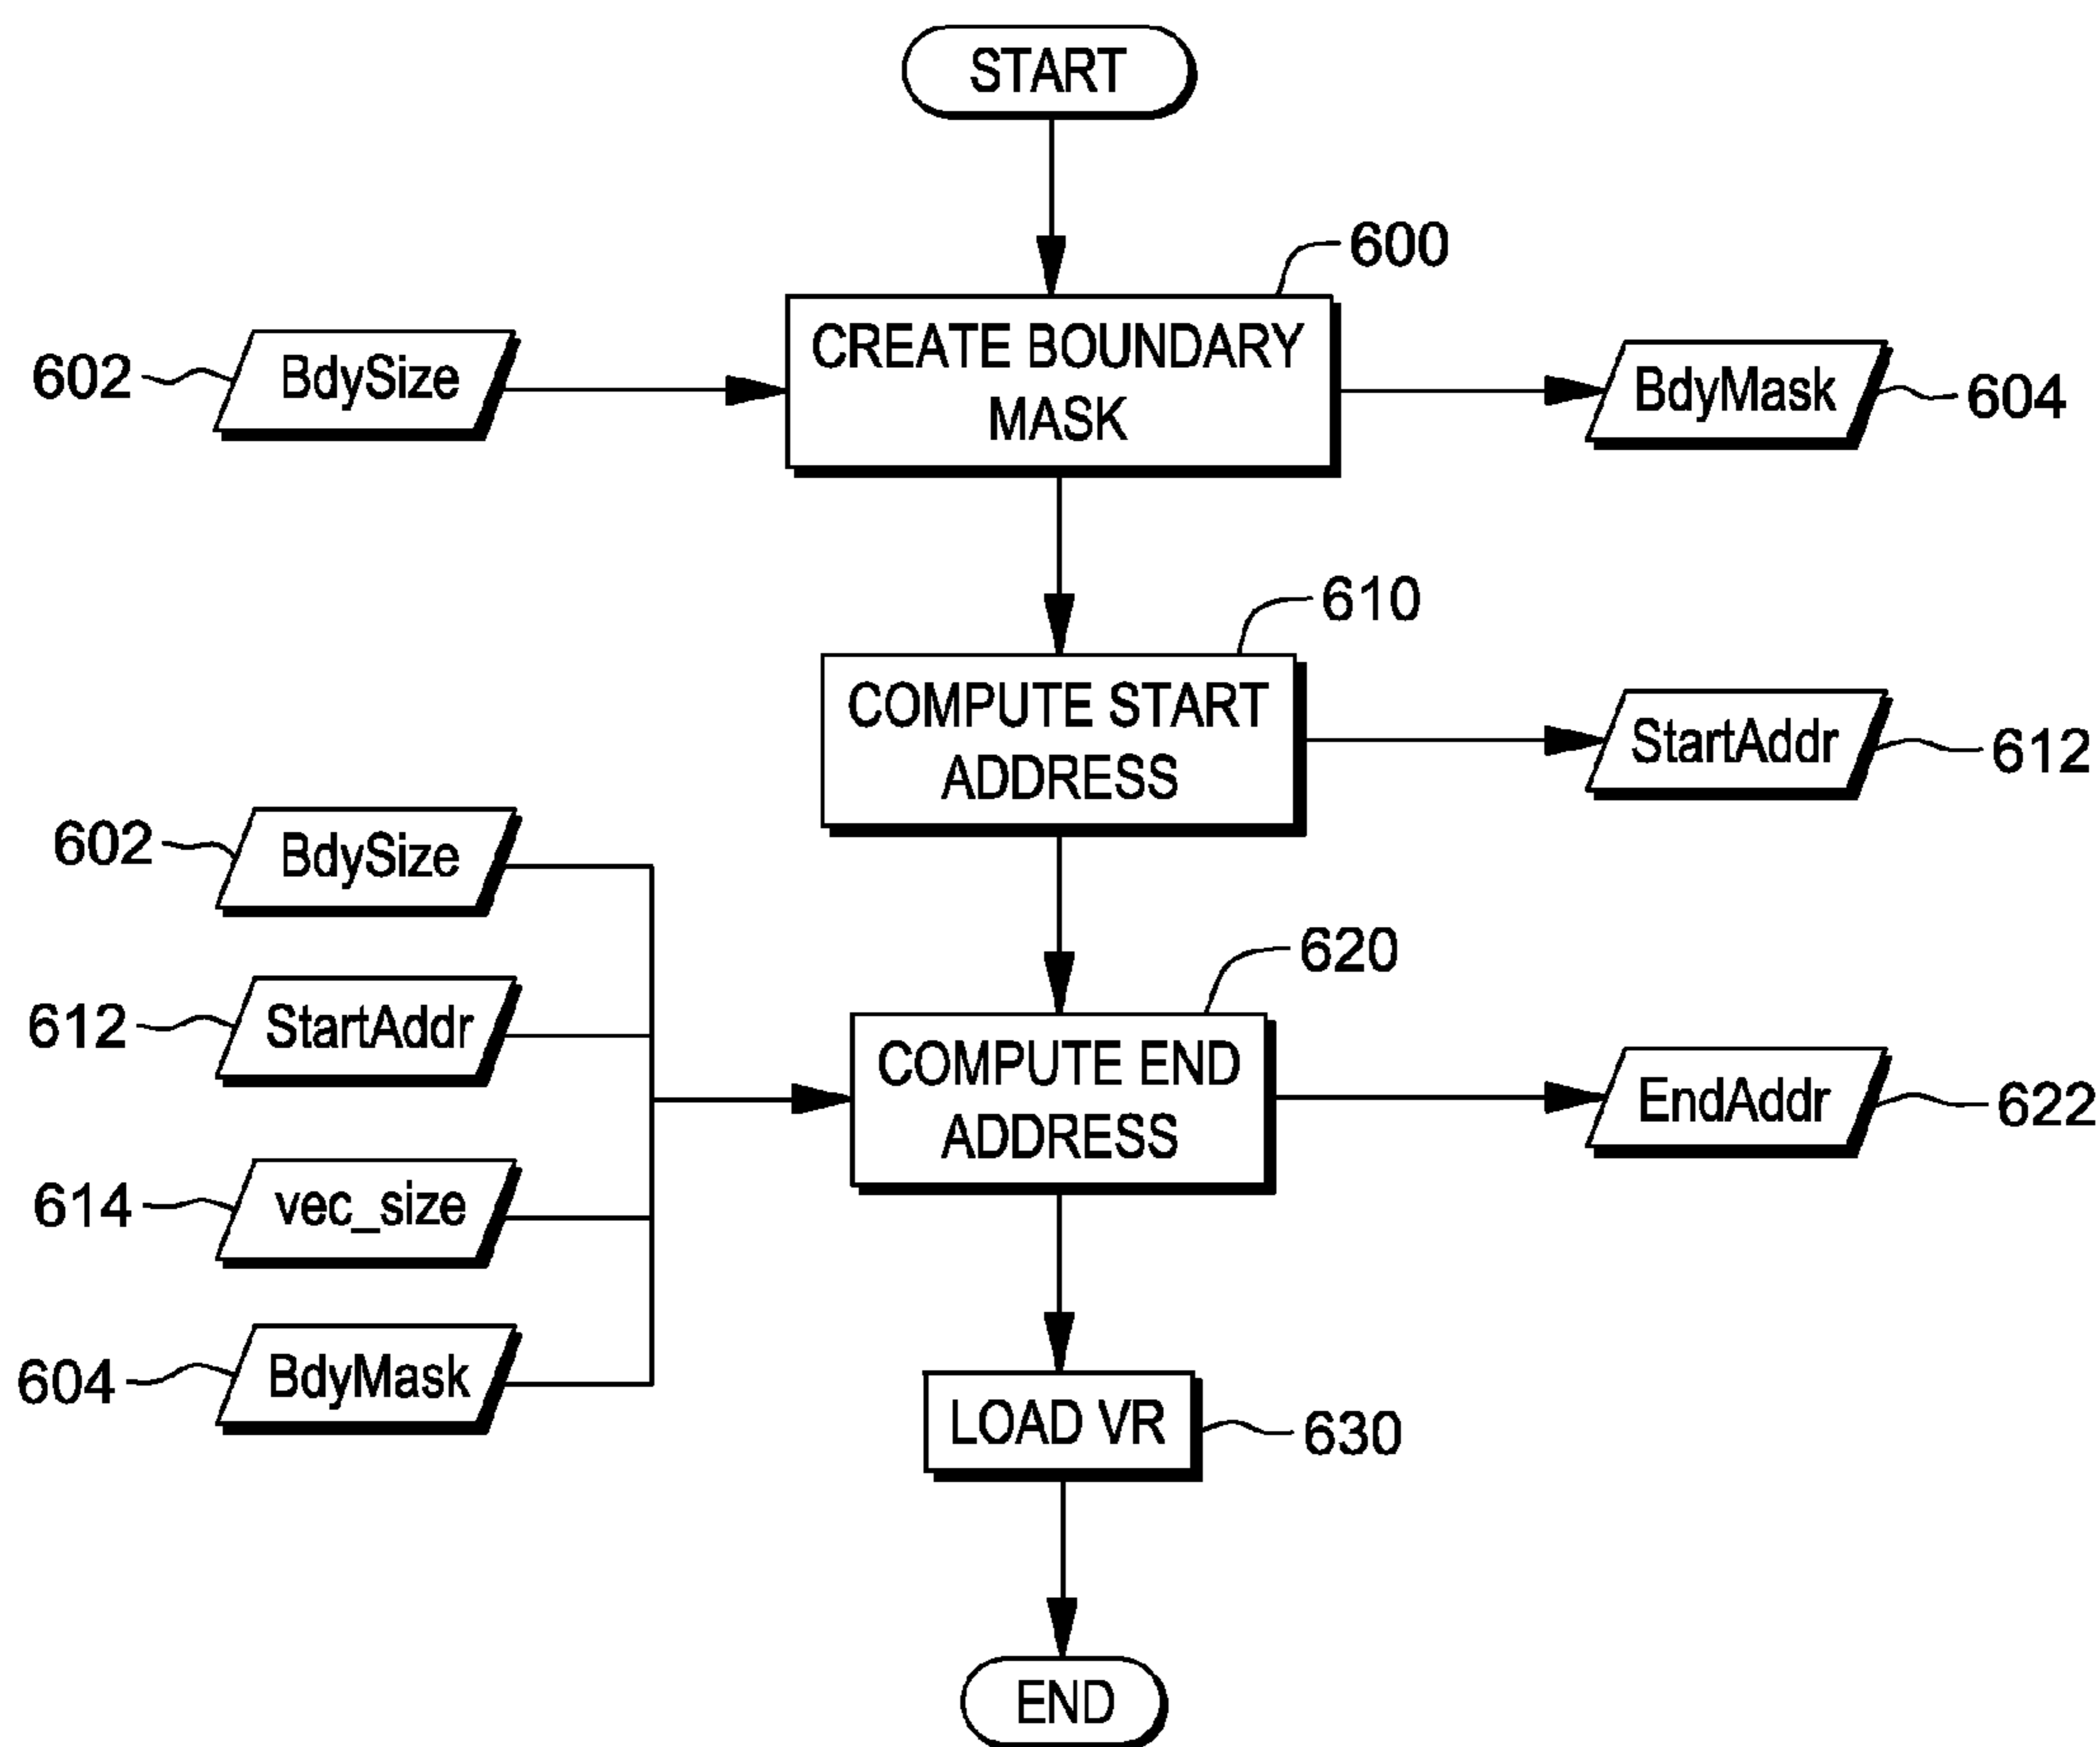 START
600
602
BdySize
CREATE BOUNDARY
MASK
BdyMask
604
610
COMPUTE START
ADDRESS
StartAddr
612
602
BdySize
620
612
StartAddr
COMPUTE END
ADDRESS
EndAddr
622
614
vec_size
604
BdyMask
LOAD VR
630
END